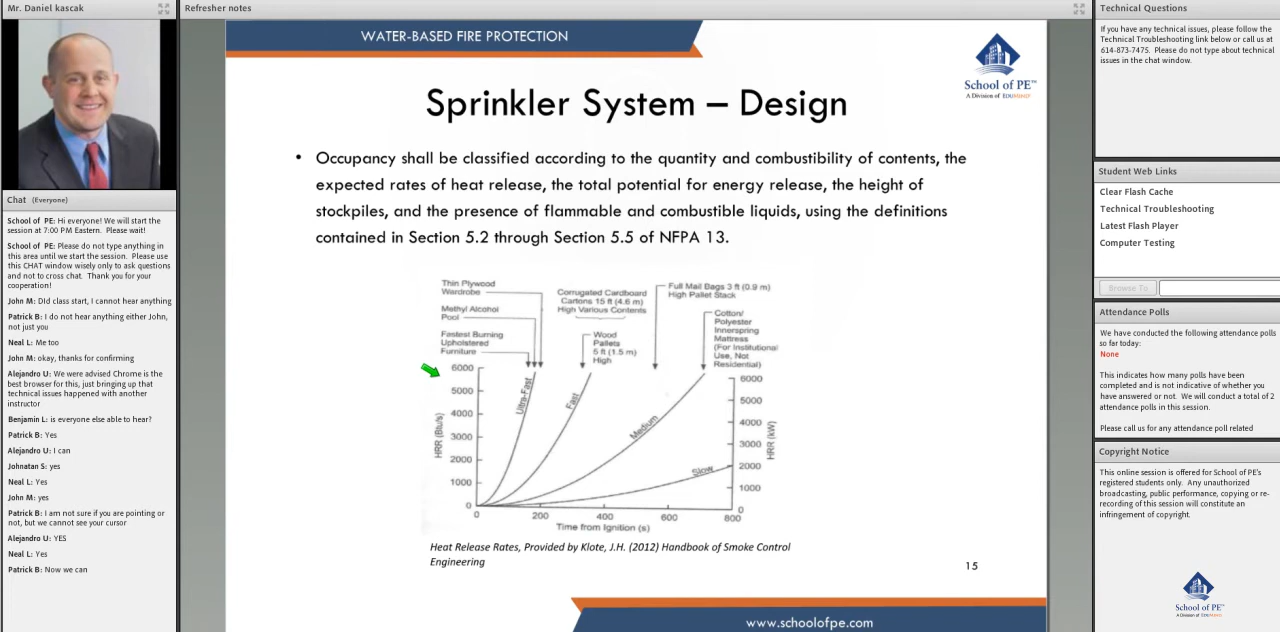 Mr. Daniel kascak
Chat (Everyone)
School of PE: Hi everyone! We will start the
session at 7:00 PM Eastern. Please wait!
School of PE: Please do not type anything in
this area until we start the session. Please use
this CHAT window wisely only to ask questions
and not to cross chat. Thank you for your
cooperation!
John M: DId class start, I cannot hear anything
Patrick B: I do not hear anything either John,
not just you
Neal L: Me too
John M: okay, thanks for confirming
Alejandro U: We were advised Chrome is the
best browser for this, just bringing up that
technical issues happened with another
instructor
Benjamin L: is everyone else able to hear?
Patrick B: Yes
Alejandro U: I can
Johnatan S: yes
Neal L: Yes
John M: yes
Patrick B: I am not sure if you are pointing or
not, but we cannot see your cursor
Alejandro U: YES
Neal L: Yes
Patrick B: Now we can
Refresher notes
WATER-BASED FIRE PROTECTION
School of PE™
A Division of EDUMIND
Sprinkler System – Design
• Occupancy shall be classified according to the quantity and combustibility of contents, the
expected rates of heat release, the total potential for energy release, the height of
stockpiles, and the presence of flammable and combustible liquids, using the definitions
contained in Section 5.2 through Section 5.5 of NFPA 13.
Thin Plywood
Wardrobe
Methyl Alcohol
Pool
Fastest Burning
Upholstered
Furniture
Corrugated Cardboard
Cartons 15 ft (4.6 m)
High Various Contents
Wood
Pallets
5 ft (1.5 m)
High
Full Mail Bags 3 ft (0.9 m)
High Pallet Stack
Cotton/
Polyester
Innerspring
Mattress
(For Institutional
Use, Not
Residential)
6000
5000
4000
3000
2000
1000
0
HRR (Btu/s)
Ultra-Fast
Fast
Medium
Slow
6000
5000
4000
3000
2000
1000
0
HRR (kW)
0 200 400 600 800
Time from Ignition (s)
Heat Release Rates, Provided by Klote, J.H. (2012) Handbook of Smoke Control
Engineering
15
www.schoolofpe.com
Technical Questions
If you have any technical issues, please follow the
Technical Troubleshooting link below or call us at
614-873-7475. Please do not type about technical
issues in the chat window.
Student Web Links
Clear Flash Cache
Technical Troubleshooting
Latest Flash Player
Computer Testing
Browse To
Attendance Polls
We have conducted the following attendance polls
so far today:
None
This indicates how many polls have been
completed and is not indicative of whether you
have answered or not. We will conduct a total of 2
attendance polls in this session.
Please call us for any attendance poll related
Copyright Notice
This online session is offered for School of PE's
registered students only. Any unauthorized
broadcasting, public performance, copying or re-
recording of this session will constitute an
infringement of copyright.
School of PE™
A Division of EDUMIND